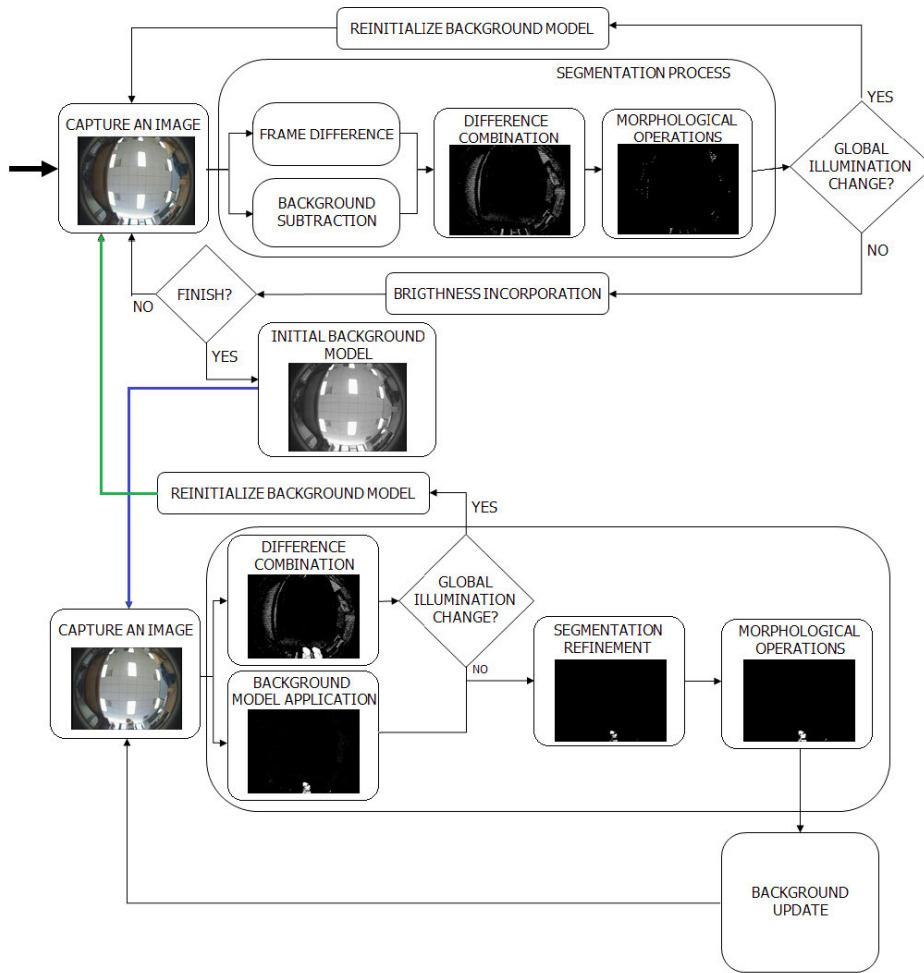 REINITIALIZE BACKGROUND MODEL
SEGMENTATION PROCESS
YES
CAPTURE AN IMAGE
FRAME DIFFERENCE
DIFFERENCE
COMBINATION
MORPHOLOGICAL
OPERATIONS
GLOBAL
ILLUMINATION
CHANGE?
BACKGROUND
SUBTRACTION
NO
NO
FINISH?
BRIGTHNESS INCORPORATION
YES
INITIAL BACKGROUND
MODEL
REINITIALIZE BACKGROUND MODEL
YES
DIFFERENCE
COMBINATION
GLOBAL
ILLUMINATION
CHANGE?
CAPTURE AN IMAGE
SEGMENTATION
REFINEMENT
MORPHOLOGICAL
OPERATIONS
NO
BACKGROUND
MODEL APPLICATION
BACKGROUND
UPDATE